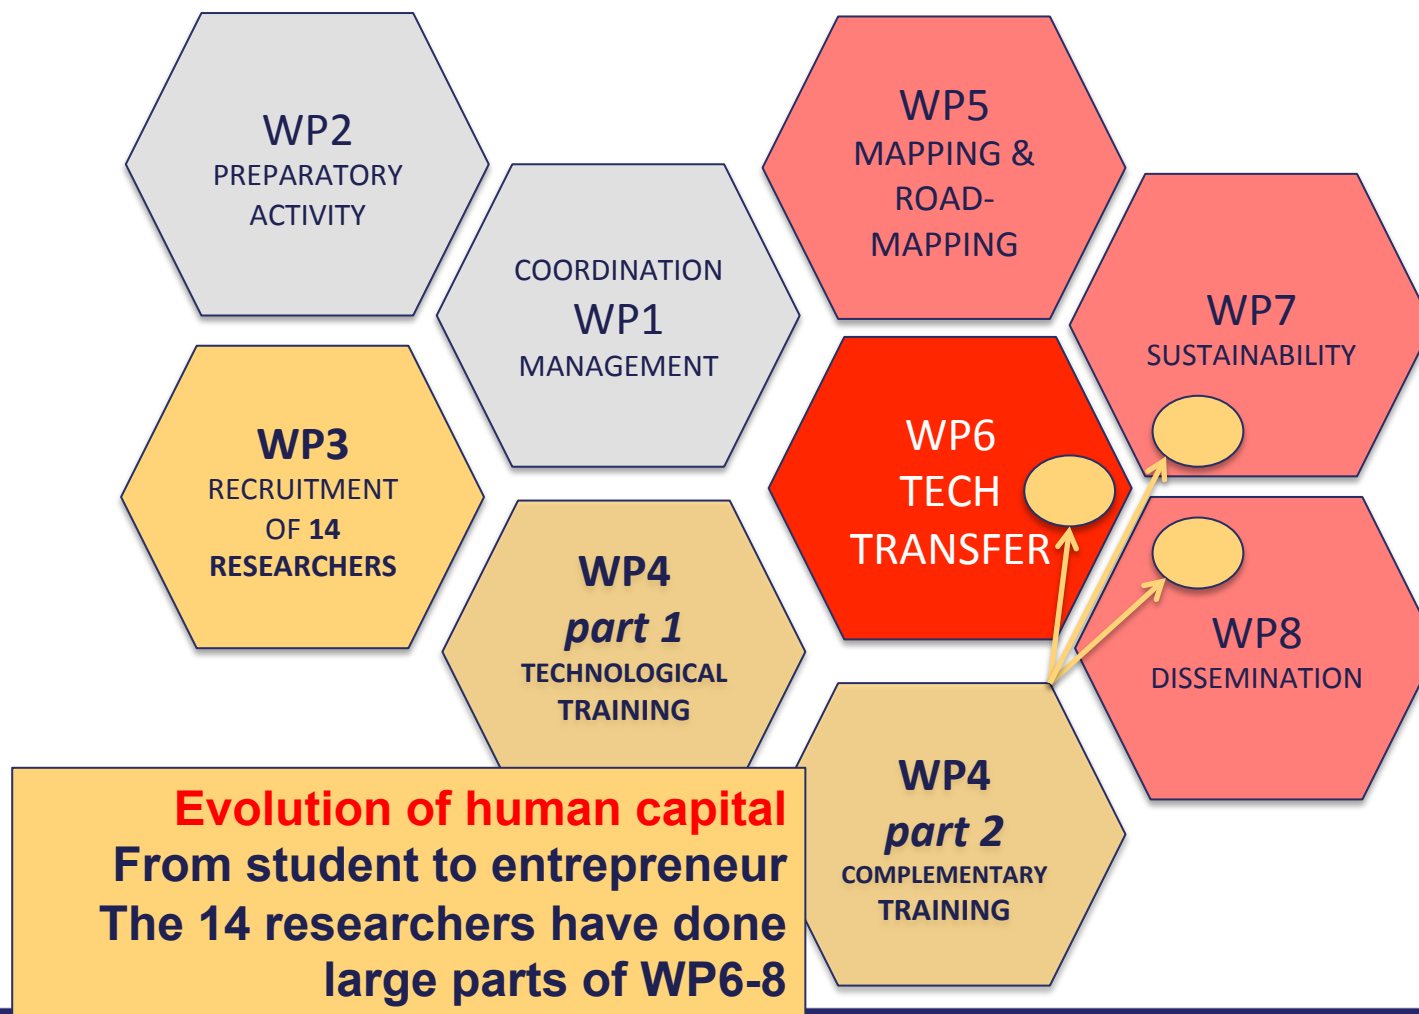 WP2
PREPARATORY
ACTIVITY
COORDINATION
WP1
MANAGEMENT
WP3
RECRUITMENT
OF 14
RESEARCHERS
WP4
part 1
TECHNOLOGICAL
TRAINING
WP5
MAPPING &
ROAD-
MAPPING
WP6
TECH
TRANSFER
WP7
SUSTAINABILITY
WP8
DISSEMINATION
WP4
part 2
COMPLEMENTARY
TRAINING
Evolution of human capital
From student to entrepreneur
The 14 researchers have done
large parts of WP6-8